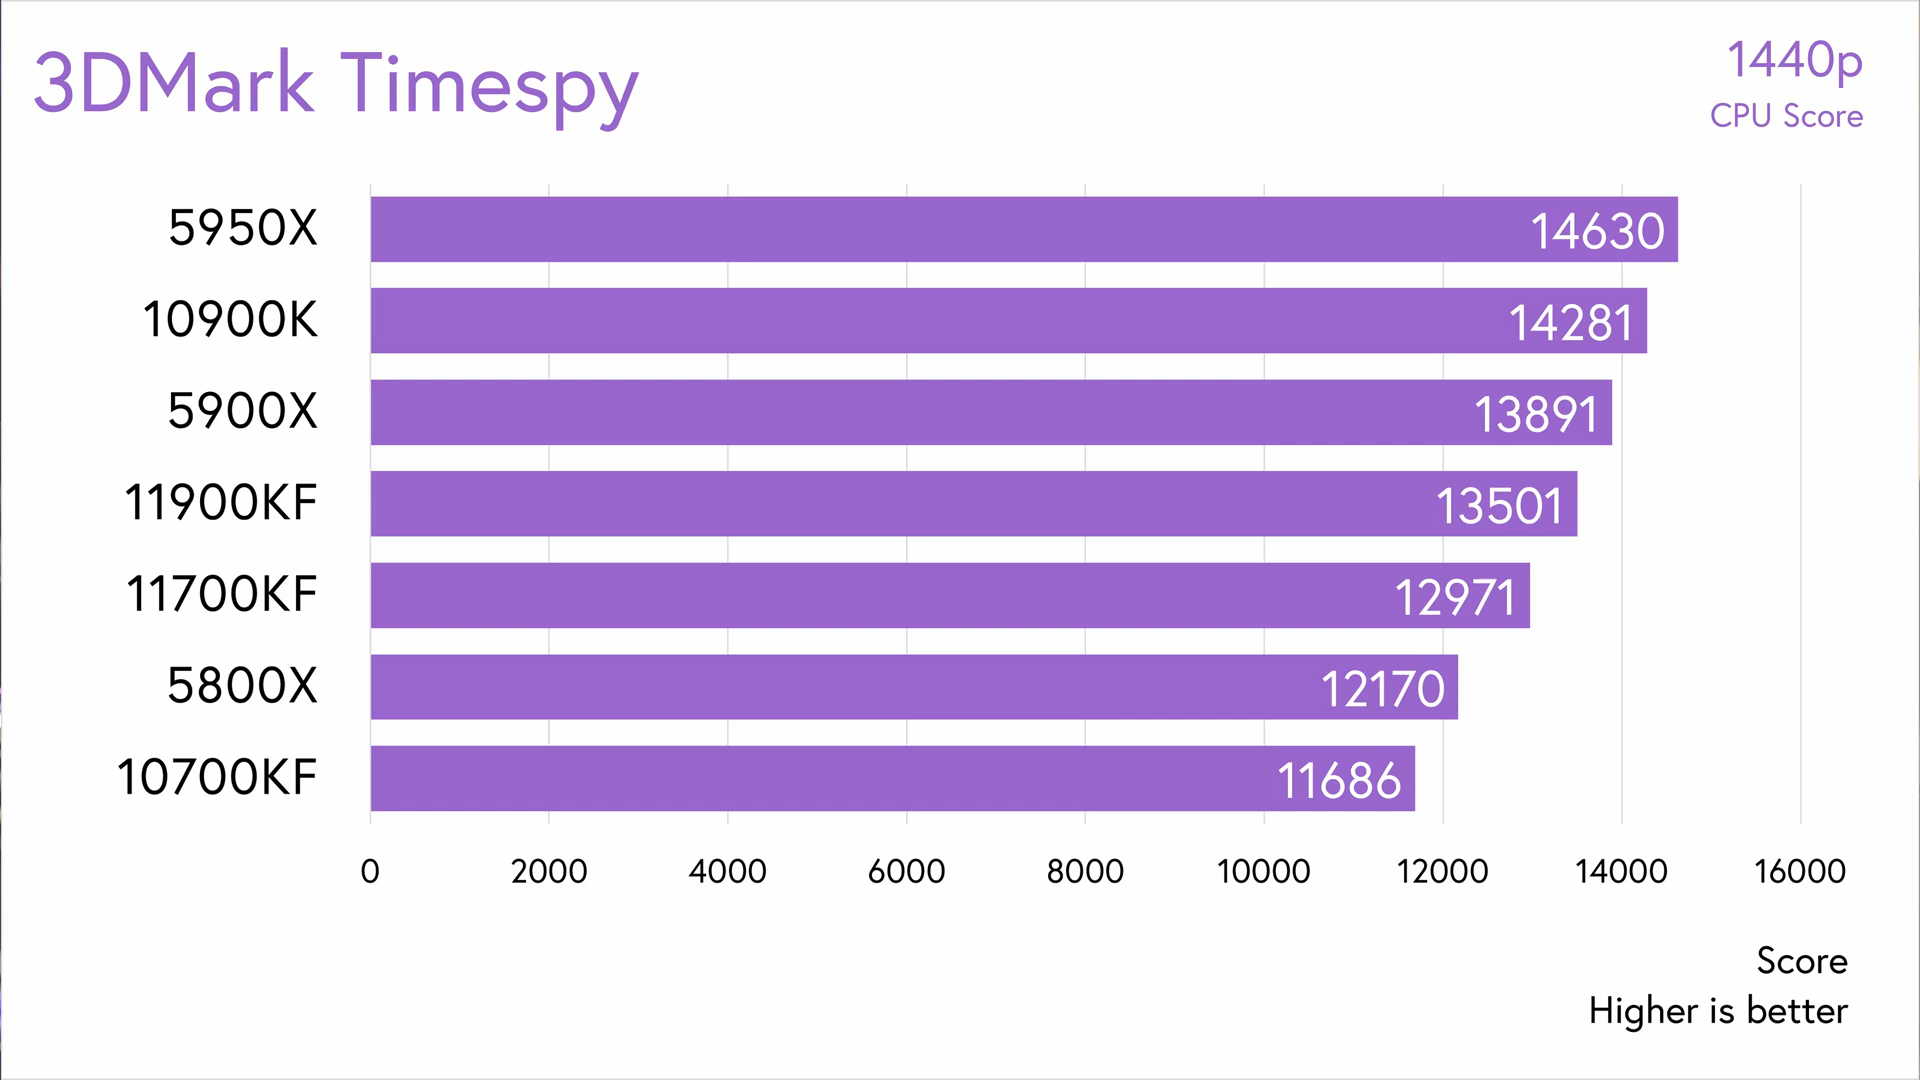 3DMark Timespy
1440p
CPU Score
5950X
14630
10900K
14281
5900X
13891
11900KF
13501
11700KF
12971
5800X
12170
10700KF
11686
0 2000 4000 6000 8000 10000 12000 14000 16000
Score
Higher is better